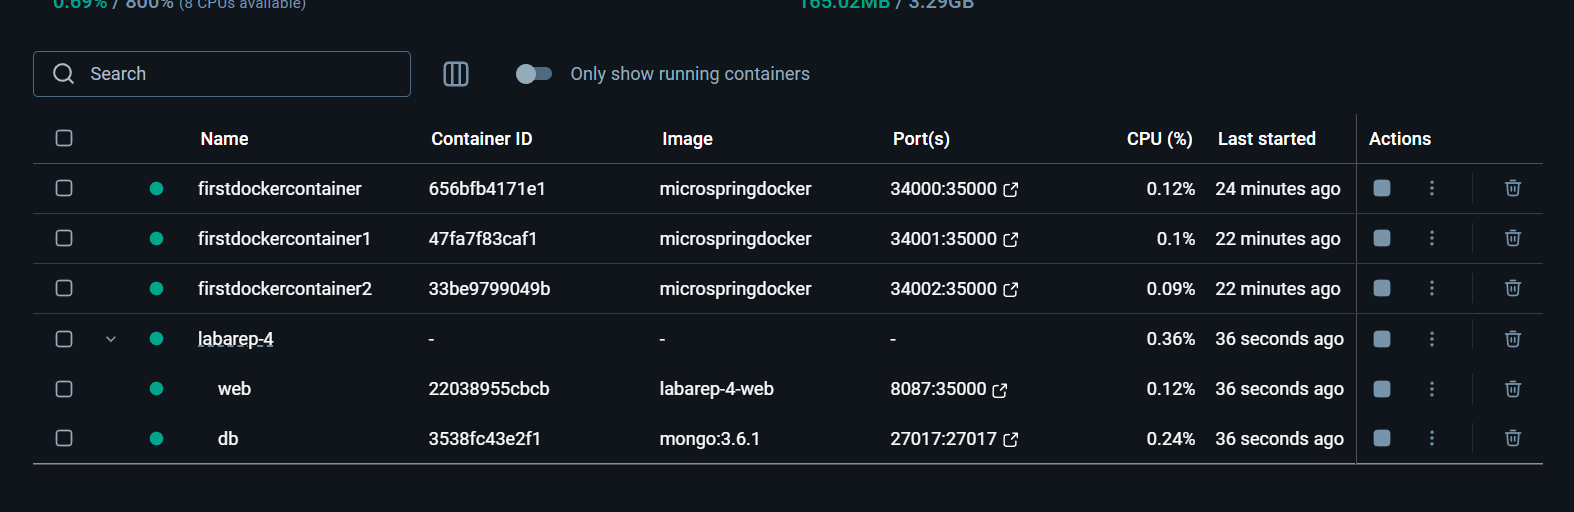 0.69% / 800% (8 CPUs available) 165.02MB / 3.29GB
Search Only show running containers
Name Container ID Image Port(s) CPU (%) Last started Actions
firstdockercontainer 656bfb4171e1 microspringdocker 34000:35000 0.12% 24 minutes ago
firstdockercontainer1 47fa7f83caf1 microspringdocker 34001:35000 0.1% 22 minutes ago
firstdockercontainer2 33be9799049b microspringdocker 34002:35000 0.09% 22 minutes ago
labarep-4 - - - 0.36% 36 seconds ago
web 22038955cbcb labarep-4-web 8087:35000 0.12% 36 seconds ago
db 3538fc43e2f1 mongo:3.6.1 27017:27017 0.24% 36 seconds ago